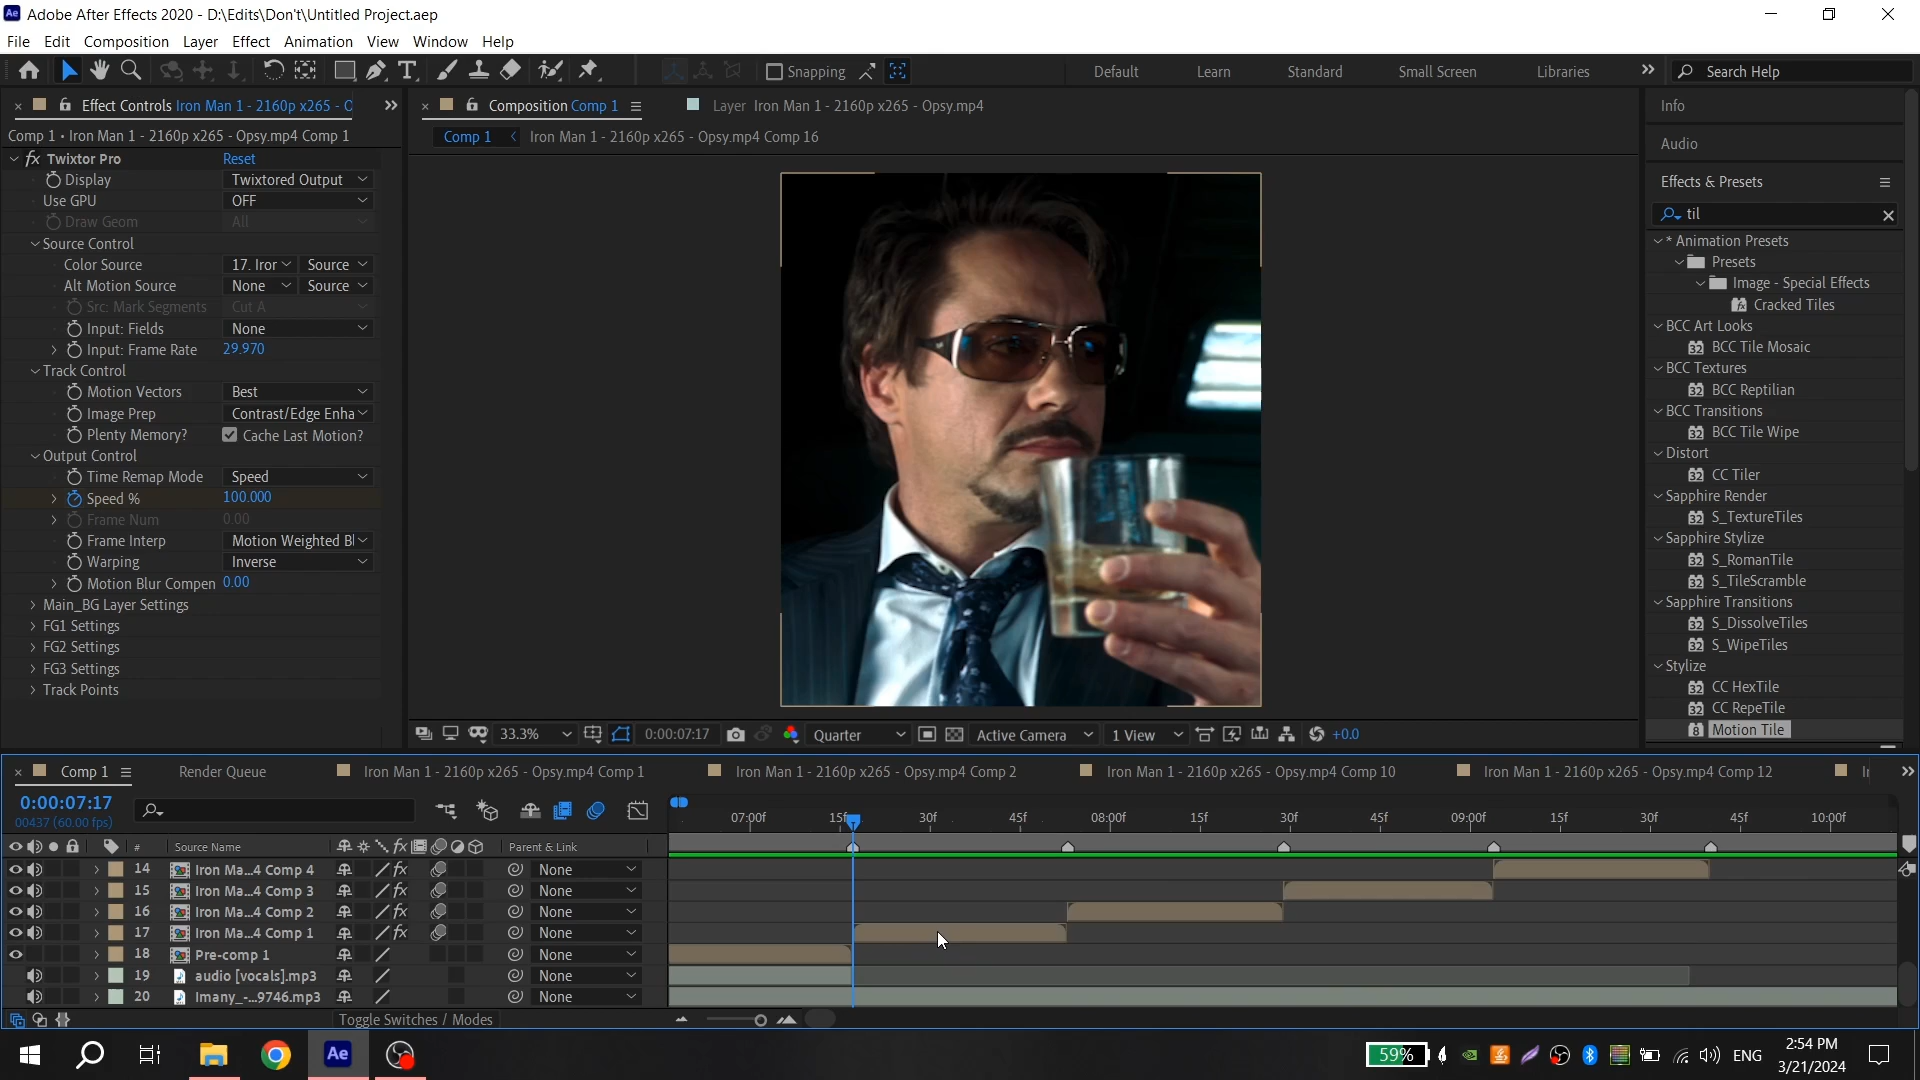 Adobe After Effects 2020 - D:\Edits\Don't\Untitled Project.aep
File Edit Composition Layer Effect Animation View Window Help
Snapping Default Learn Standard Small Screen Libraries Search Help
Effect Controls Iron Man 1 - 2160p x265 - O
Composition Comp 1 Layer Iron Man 1 - 2160p x265 - Opsy.mp4
Info
Comp 1 • Iron Man 1 - 2160p x265 - Opsy.mp4 Comp 1
Comp 1 Iron Man 1 - 2160p x265 - Opsy.mp4 Comp 16
Audio
fx Twixtor Pro Reset
Display Twixtored Output
Use GPU OFF
Draw Geom All
Source Control
Color Source 17. Iror Source
Alt Motion Source None Source
Src: Mark Segments Cut A
Input: Fields None
Input: Frame Rate 29.970
Track Control
Motion Vectors Best
Image Prep Contrast/Edge Enha
Plenty Memory? Cache Last Motion?
Output Control
Time Remap Mode Speed
Speed % 100.000
Frame Num 0.00
Frame Interp Motion Weighted Bl
Warping Inverse
Motion Blur Compen 0.00
Main_BG Layer Settings
FG1 Settings
FG2 Settings
FG3 Settings
Track Points
Effects & Presets
til
* Animation Presets
Presets
Image - Special Effects
Cracked Tiles
BCC Art Looks
BCC Tile Mosaic
BCC Textures
BCC Reptilian
BCC Transitions
BCC Tile Wipe
Distort
CC Tiler
Sapphire Render
S_TextureTiles
Sapphire Stylize
S_RomanTile
S_TileScramble
Sapphire Transitions
S_DissolveTiles
S_WipeTiles
Stylize
CC HexTile
CC RepeTile
Motion Tile
33.3% 0:00:07:17 Quarter Active Camera 1 View +0.0
Comp 1 Render Queue Iron Man 1 - 2160p x265 - Opsy.mp4 Comp 1 Iron Man 1 - 2160p x265 - Opsy.mp4 Comp 2 Iron Man 1 - 2160p x265 - Opsy.mp4 Comp 10 Iron Man 1 - 2160p x265 - Opsy.mp4 Comp 12
0:00:07:17
00437 (60.00 fps)
07:00f 15f 30f 45f 08:00f 15f 30f 45f 09:00f 15f 30f 45f 10:00f
# Source Name fx Parent & Link
14 Iron Ma...4 Comp 4 fx None
15 Iron Ma...4 Comp 3 fx None
16 Iron Ma...4 Comp 2 fx None
17 Iron Ma...4 Comp 1 fx None
18 Pre-comp 1 None
19 audio [vocals].mp3 None
20 Imany_-...9746.mp3 None
Toggle Switches / Modes
Ae 59% ENG 2:54 PM
3/21/2024